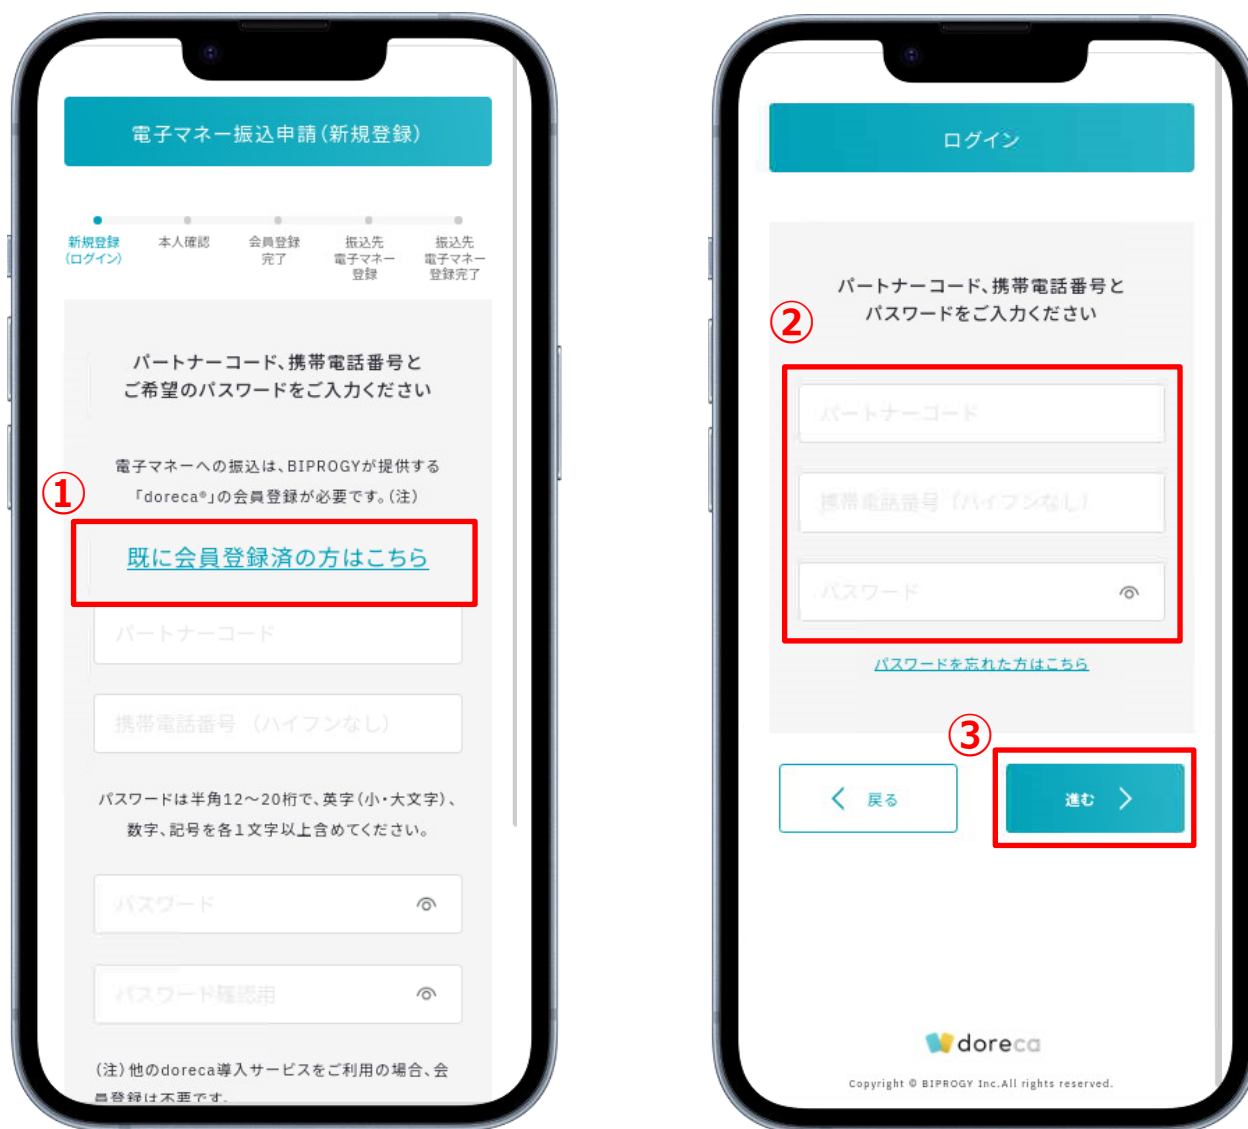 電子マネー振込申請(新規登録)
新規登録
(ログイン)
本人確認
会員登録
完了
振込先
電子マネー
登録
振込先
電子マネー
登録完了
パートナーコード、携帯電話番号と
ご希望のパスワードをご入力ください
電子マネーへの振込は、BIPROGYが提供する
「doreca®」の会員登録が必要です。(注)
①
既に会員登録済の方はこちら
パートナーコード
携帯電話番号 (ハイフンなし)
パスワードは半角12〜20桁で、英字(小・大文字)、
数字、記号を各1文字以上含めてください。
パスワード
パスワード確認用
(注)他のdoreca導入サービスをご利用の場合、会
員登録は不要です。
ログイン
パートナーコード、携帯電話番号と
パスワードをご入力ください
②
パートナーコード
携帯電話番号 (ハイフンなし)
パスワード
パスワードを忘れた方はこちら
③
戻る
進む
doreca
Copyright © BIPROGY Inc.All rights reserved.